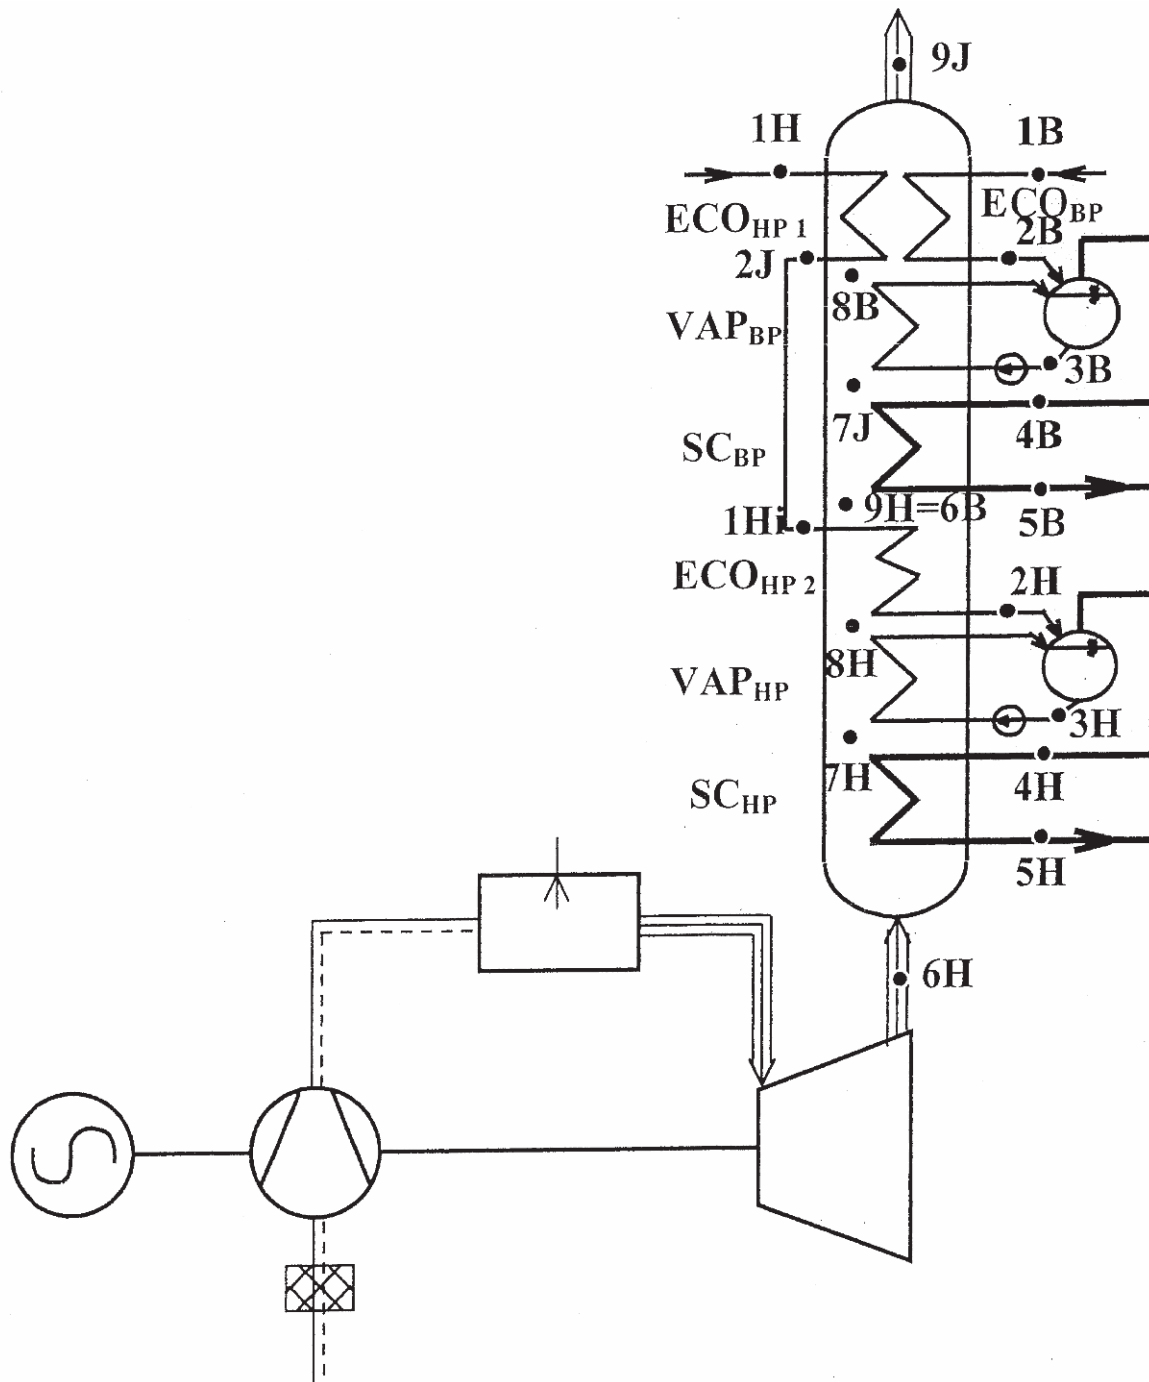 9J
1H
1B
ECO_HP 1
ECO_BP
2B
2J
8B
VAP_BP
3B
7J
4B
SC_BP
9H=6B
1Hi
5B
ECO_HP 2
2H
8H
VAP_HP
3H
7H
4H
SC_HP
5H
6H